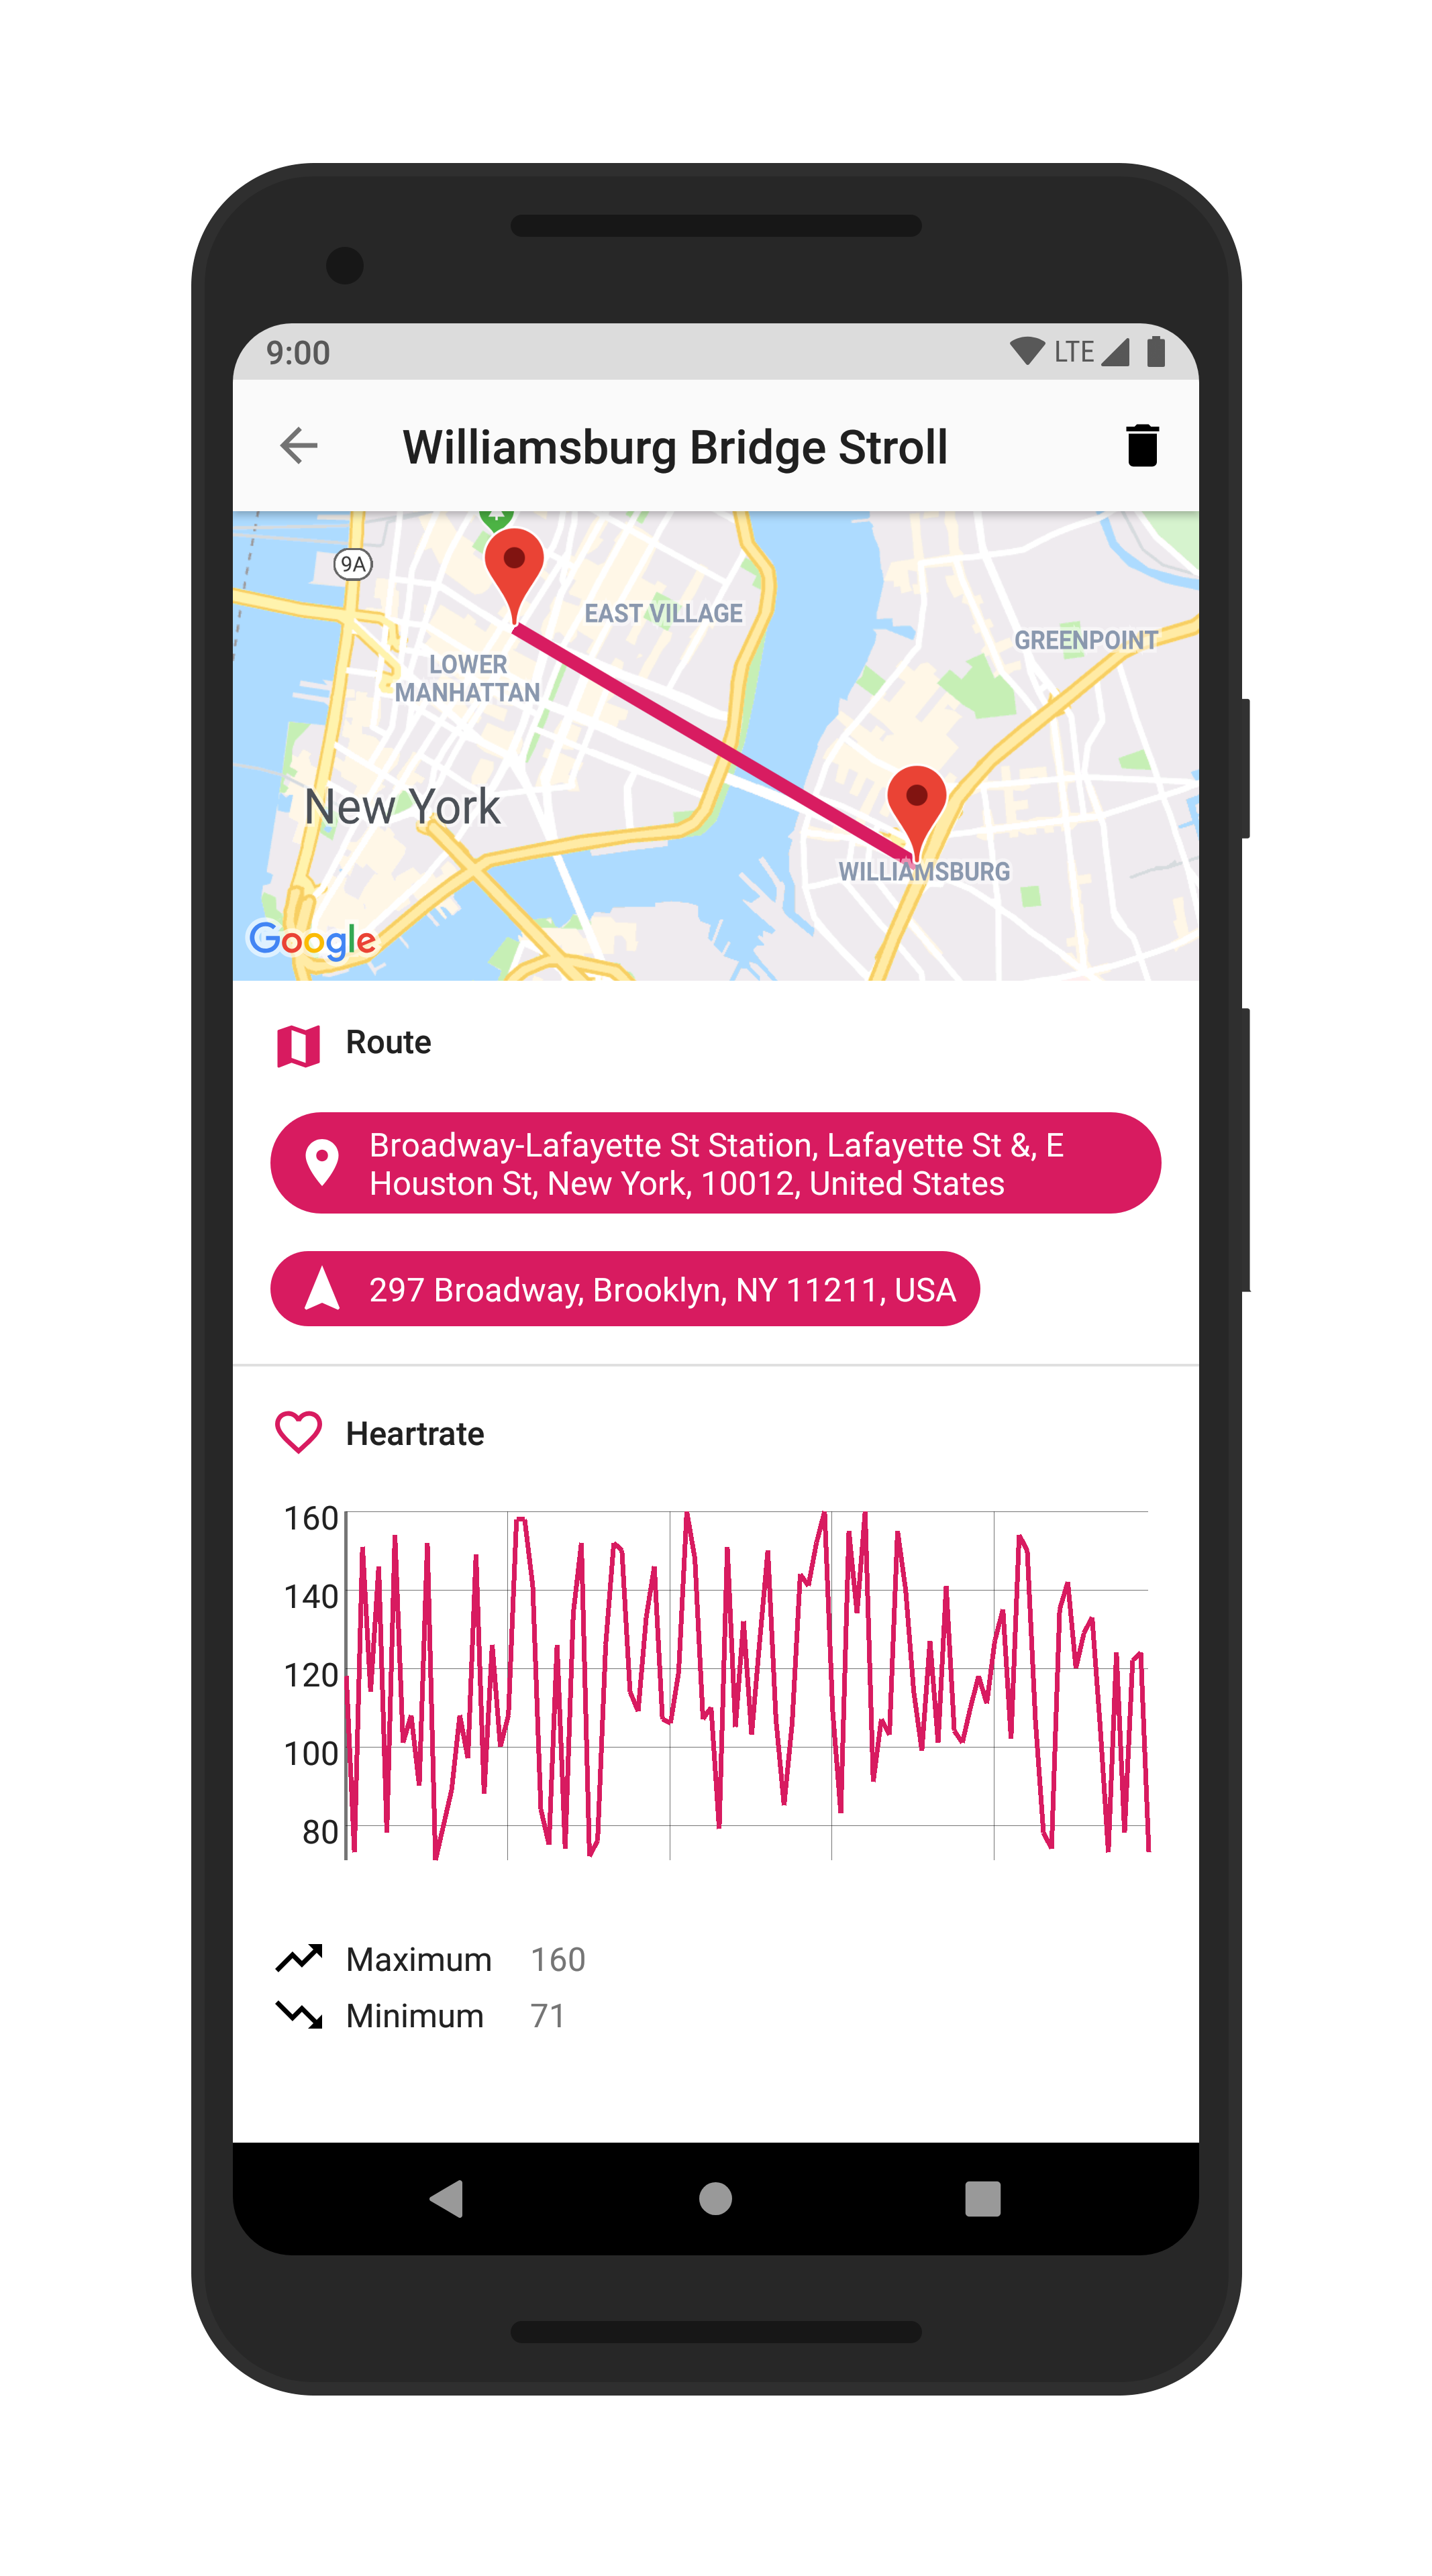 9:00
LTE
Williamsburg Bridge Stroll
9A
EAST VILLAGE
GREENPOINT
LOWER
MANHATTAN
New York
WILLIAMSBURG
Google
Route
Broadway-Lafayette St Station, Lafayette St &, E
Houston St, New York, 10012, United States
297 Broadway, Brooklyn, NY 11211, USA
Heartrate
160
140
120
100
80
Maximum 160
Minimum 71